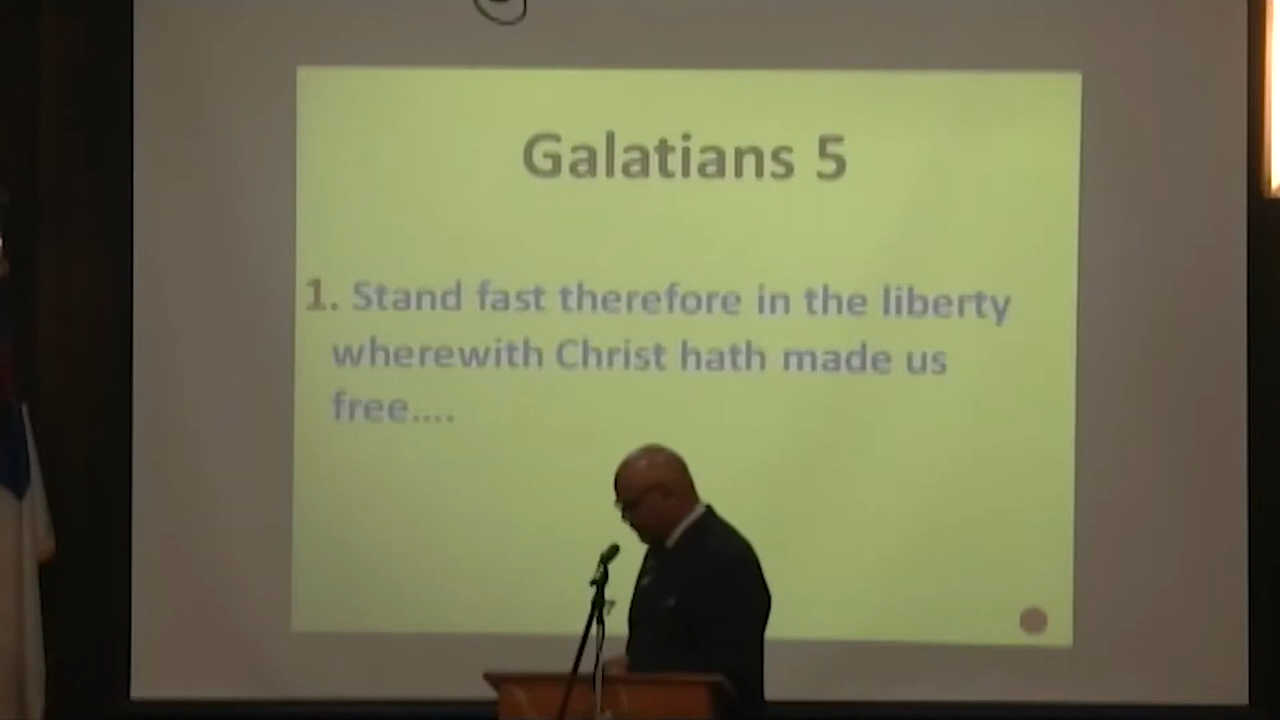 Galatians 5
1. Stand fast therefore in the liberty
wherewith Christ hath made us
free....